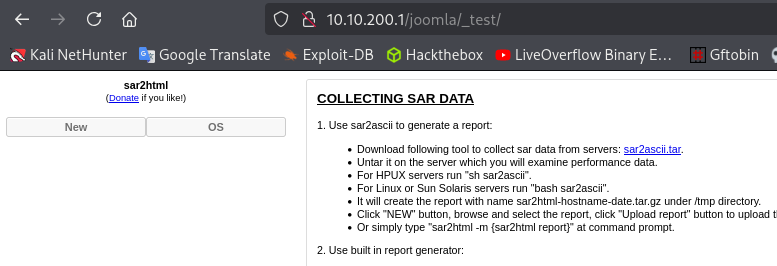 10.10.200.1/joomla/_test/
Kali NetHunter Google Translate Exploit-DB Hackthebox LiveOverflow Binary E… Gftobin
sar2html
(Donate if you like!)
New OS
COLLECTING SAR DATA
1. Use sar2ascii to generate a report:
Download following tool to collect sar data from servers: sar2ascii.tar.
Untar it on the server which you will examine performance data.
For HPUX servers run "sh sar2ascii".
For Linux or Sun Solaris servers run "bash sar2ascii".
It will create the report with name sar2html-hostname-date.tar.gz under /tmp directory.
Click "NEW" button, browse and select the report, click "Upload report" button to upload
Or simply type "sar2html -m {sar2html report}" at command prompt.
2. Use built in report generator: